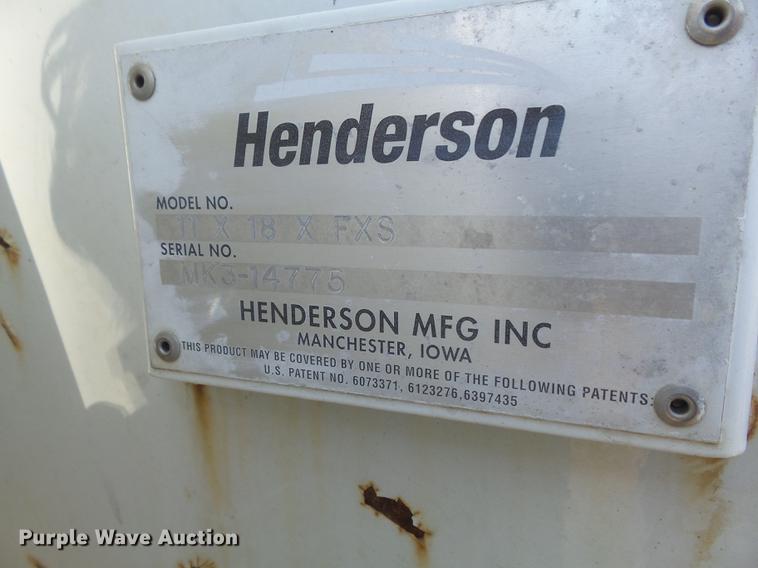 Henderson
MODEL NO.
11 X 18 X FXS
SERIAL NO.
MK3-14775
HENDERSON MFG INC
MANCHESTER, IOWA
THIS PRODUCT MAY BE COVERED BY ONE OR MORE OF THE FOLLOWING PATENTS:
U.S. PATENT NO. 6073371, 6123276,6397435
Purple Wave Auction